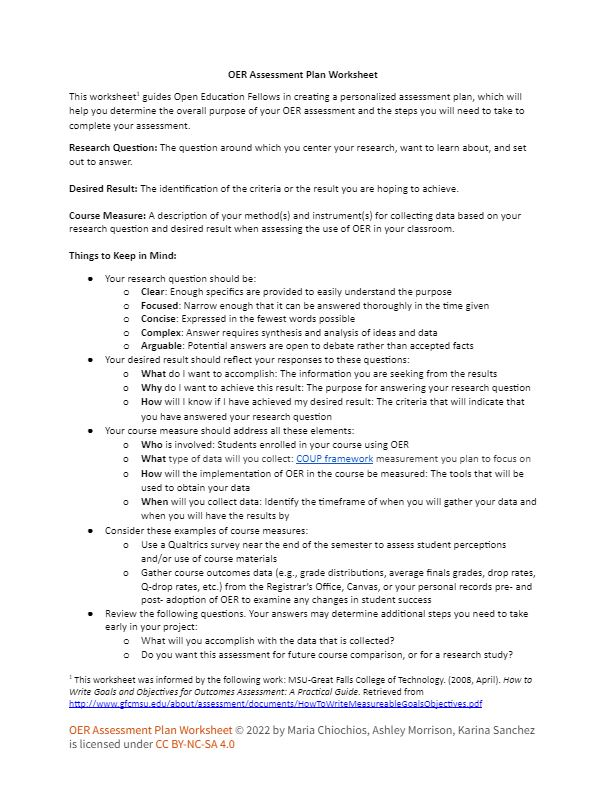 OER Assessment Plan Worksheet
This worksheet¹ guides Open Education Fellows in creating a personalized assessment plan, which will
help you determine the overall purpose of your OER assessment and the steps you will need to take to
complete your assessment.
Research Question: The question around which you center your research, want to learn about, and set
out to answer.
Desired Result: The identification of the criteria or the result you are hoping to achieve.
Course Measure: A description of your method(s) and instrument(s) for collecting data based on your
research question and desired result when assessing the use of OER in your classroom.
Things to Keep in Mind:
● Your research question should be:
o Clear: Enough specifics are provided to easily understand the purpose
o Focused: Narrow enough that it can be answered thoroughly in the time given
o Concise: Expressed in the fewest words possible
o Complex: Answer requires synthesis and analysis of ideas and data
o Arguable: Potential answers are open to debate rather than accepted facts
● Your desired result should reflect your responses to these questions:
o What do I want to accomplish: The information you are seeking from the results
o Why do I want to achieve this result: The purpose for answering your research question
o How will I know if I have achieved my desired result: The criteria that will indicate that
you have answered your research question
● Your course measure should address all these elements:
o Who is involved: Students enrolled in your course using OER
o What type of data will you collect: COUP framework measurement you plan to focus on
o How will the implementation of OER in the course be measured: The tools that will be
used to obtain your data
o When will you collect data: Identify the timeframe of when you will gather your data and
when you will have the results by
● Consider these examples of course measures:
o Use a Qualtrics survey near the end of the semester to assess student perceptions
and/or use of course materials
o Gather course outcomes data (e.g., grade distributions, average finals grades, drop rates,
Q-drop rates, etc.) from the Registrar's Office, Canvas, or your personal records pre- and
post- adoption of OER to examine any changes in student success
● Review the following questions. Your answers may determine additional steps you need to take
early in your project:
o What will you accomplish with the data that is collected?
o Do you want this assessment for future course comparison, or for a research study?
¹ This worksheet was informed by the following work: MSU-Great Falls College of Technology. (2008, April). How to
Write Goals and Objectives for Outcomes Assessment: A Practical Guide. Retrieved from
http://www.gfcmsu.edu/about/assessment/documents/HowToWriteMeasureableGoalsObjectives.pdf
OER Assessment Plan Worksheet © 2022 by Maria Chiochios, Ashley Morrison, Karina Sanchez
is licensed under CC BY-NC-SA 4.0